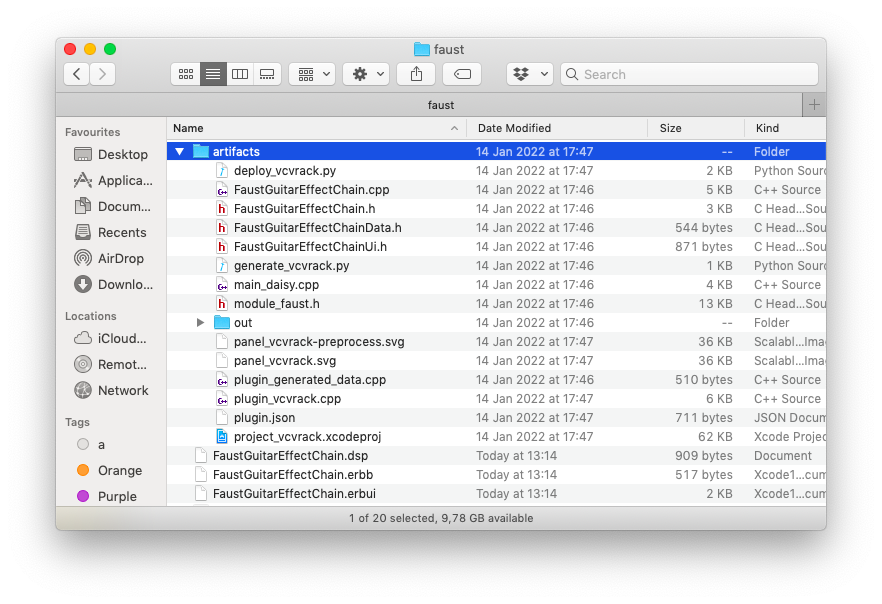 faust
Search
faust
Favourites
Desktop
Applica...
Docum...
Recents
AirDrop
Downlo...
Locations
iCloud...
Remot...
Network
Tags
a
Orange
Purple
Name Date Modified Size Kind
artifacts 14 Jan 2022 at 17:47 -- Folder
deploy_vcvrack.py 14 Jan 2022 at 17:47 2 KB Python Sourc
FaustGuitarEffectChain.cpp 14 Jan 2022 at 17:46 5 KB C++ Source
FaustGuitarEffectChain.h 14 Jan 2022 at 17:46 3 KB C Head...Sou
FaustGuitarEffectChainData.h 14 Jan 2022 at 17:46 544 bytes C Head...Sou
FaustGuitarEffectChainUi.h 14 Jan 2022 at 17:46 871 bytes C Head...Sou
generate_vcvrack.py 14 Jan 2022 at 17:46 1 KB Python Sourc
main_daisy.cpp 14 Jan 2022 at 17:46 4 KB C++ Source
module_faust.h 14 Jan 2022 at 17:46 13 KB C Head...Sou
out 14 Jan 2022 at 17:46 -- Folder
panel_vcvrack-preprocess.svg 14 Jan 2022 at 17:47 36 KB Scalabl...Imag
panel_vcvrack.svg 14 Jan 2022 at 17:47 36 KB Scalabl...Imag
plugin_generated_data.cpp 14 Jan 2022 at 17:46 510 bytes C++ Source
plugin_vcvrack.cpp 14 Jan 2022 at 17:47 6 KB C++ Source
plugin.json 14 Jan 2022 at 17:47 711 bytes JSON Docum
project_vcvrack.xcodeproj 14 Jan 2022 at 17:47 62 KB Xcode Projec
FaustGuitarEffectChain.dsp Today at 13:14 909 bytes Document
FaustGuitarEffectChain.erbb Today at 13:14 517 bytes Xcode1...cum
FaustGuitarEffectChain.erbui Today at 13:14 2 KB Xcode1...cum
1 of 20 selected, 9,78 GB available